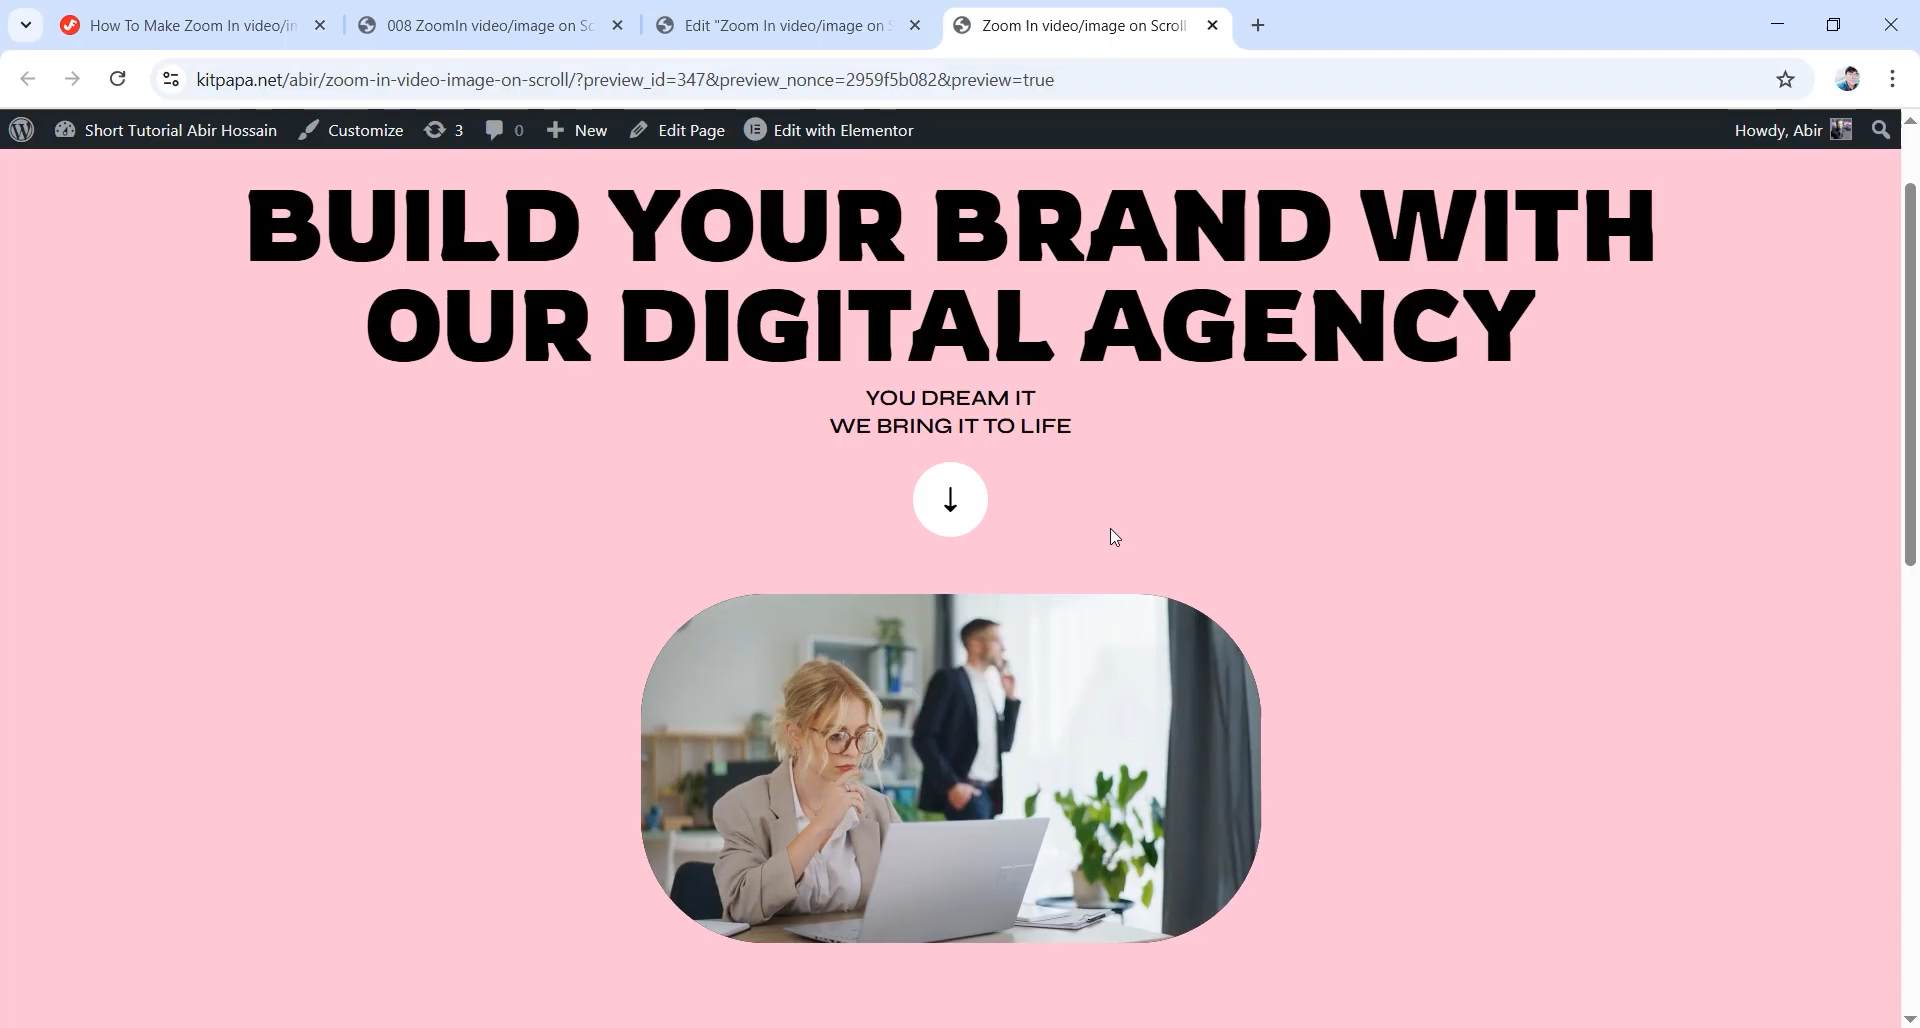 How To Make Zoom In video/in
008 ZoomIn video/image on Sc
Edit "Zoom In video/image on S
Zoom In video/image on Scroll
kitpapa.net/abir/zoom-in-video-image-on-scroll/?preview_id=347&preview_nonce=2959f5b082&preview=true
Short Tutorial Abir Hossain
Customize
3
0
New
Edit Page
Edit with Elementor
Howdy, Abir
BUILD YOUR BRAND WITH
OUR DIGITAL AGENCY
YOU DREAM IT
WE BRING IT TO LIFE